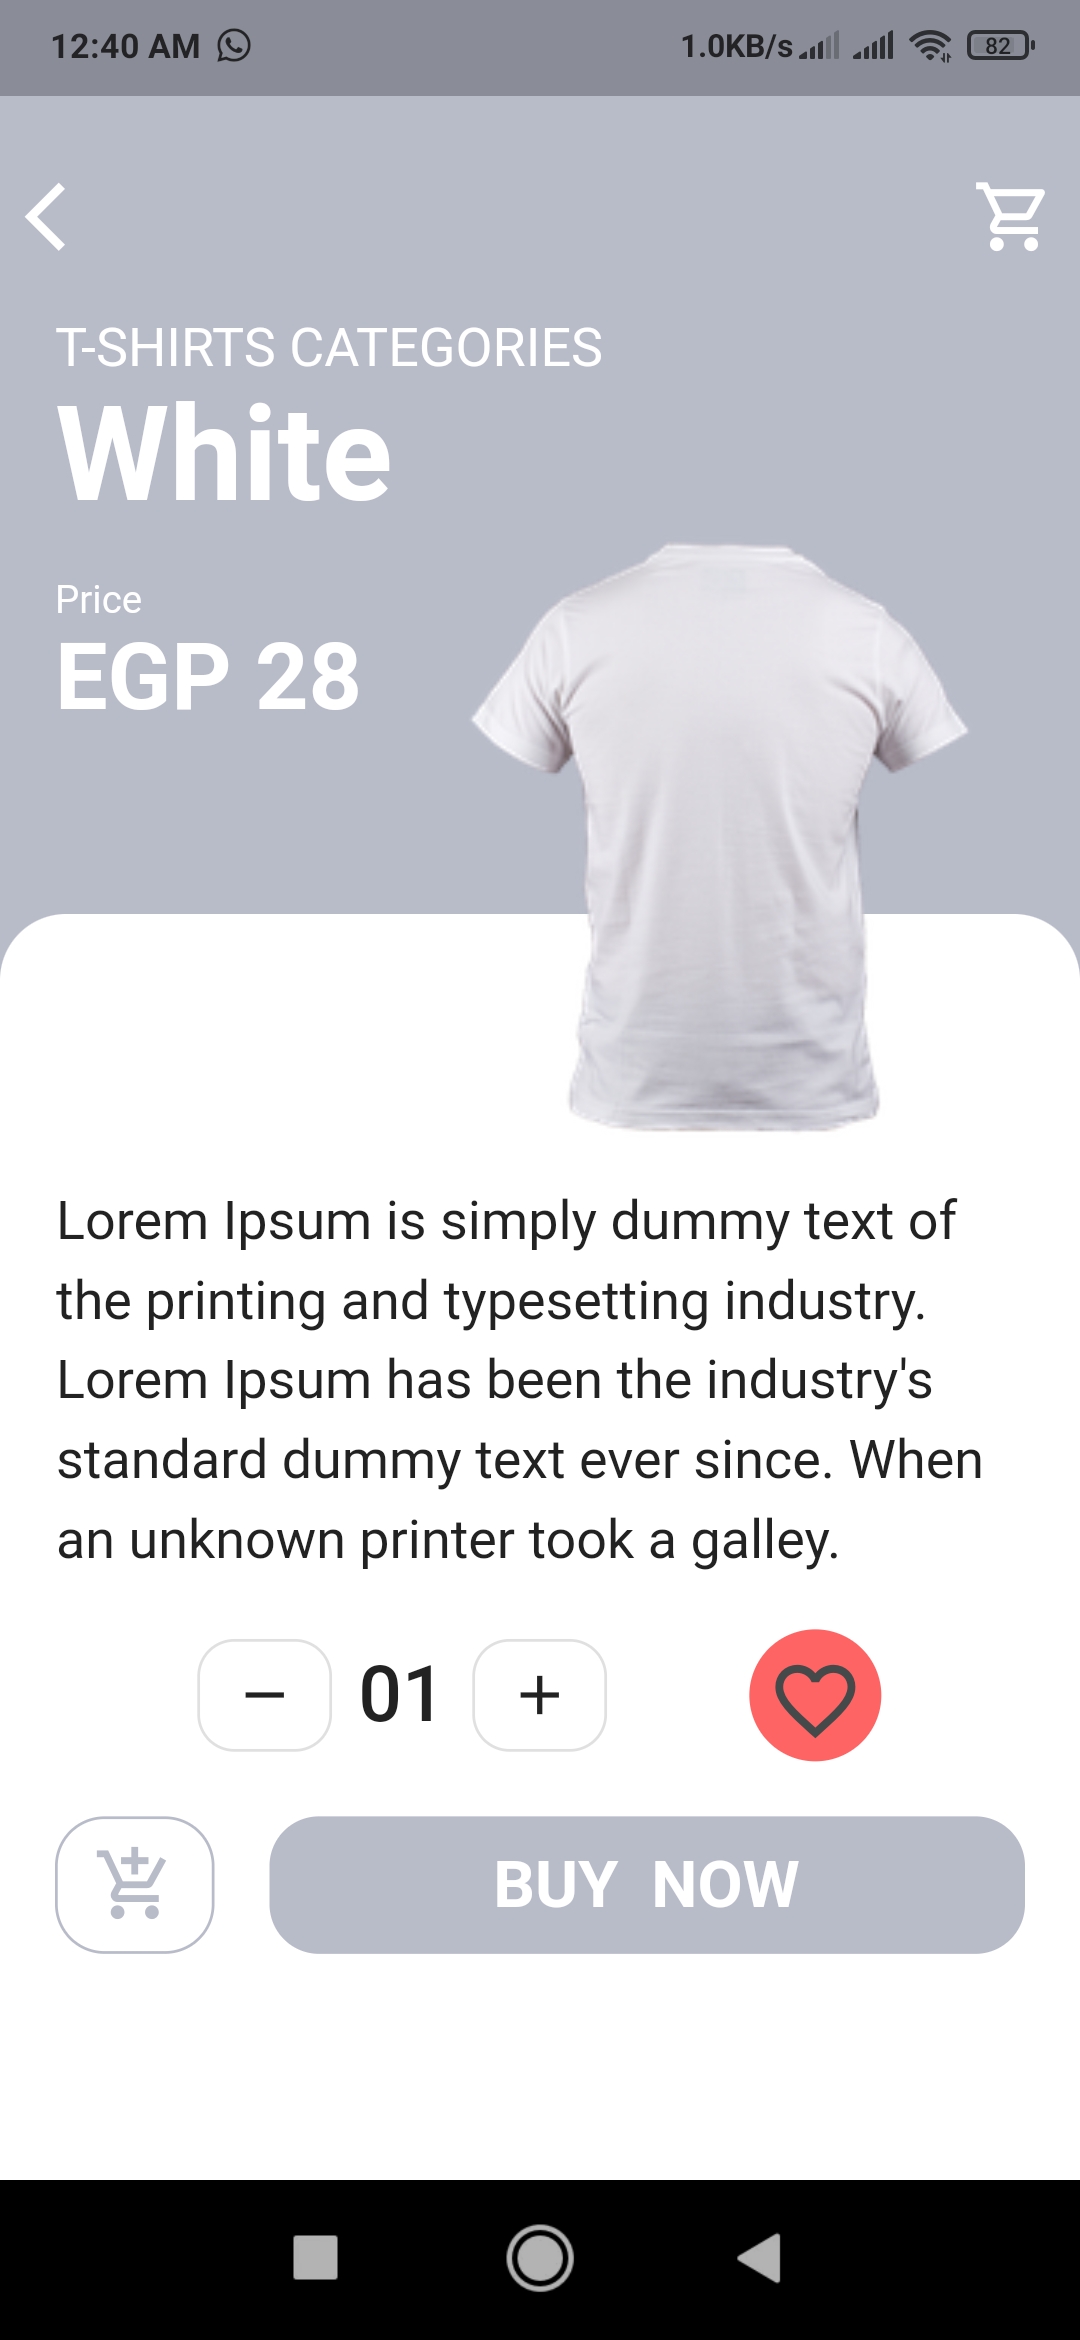 12:40 AM 1.0KB/s 82
T-SHIRTS CATEGORIES
White
Price
EGP 28
Lorem Ipsum is simply dummy text of
the printing and typesetting industry.
Lorem Ipsum has been the industry's
standard dummy text ever since. When
an unknown printer took a galley.
01
BUY NOW